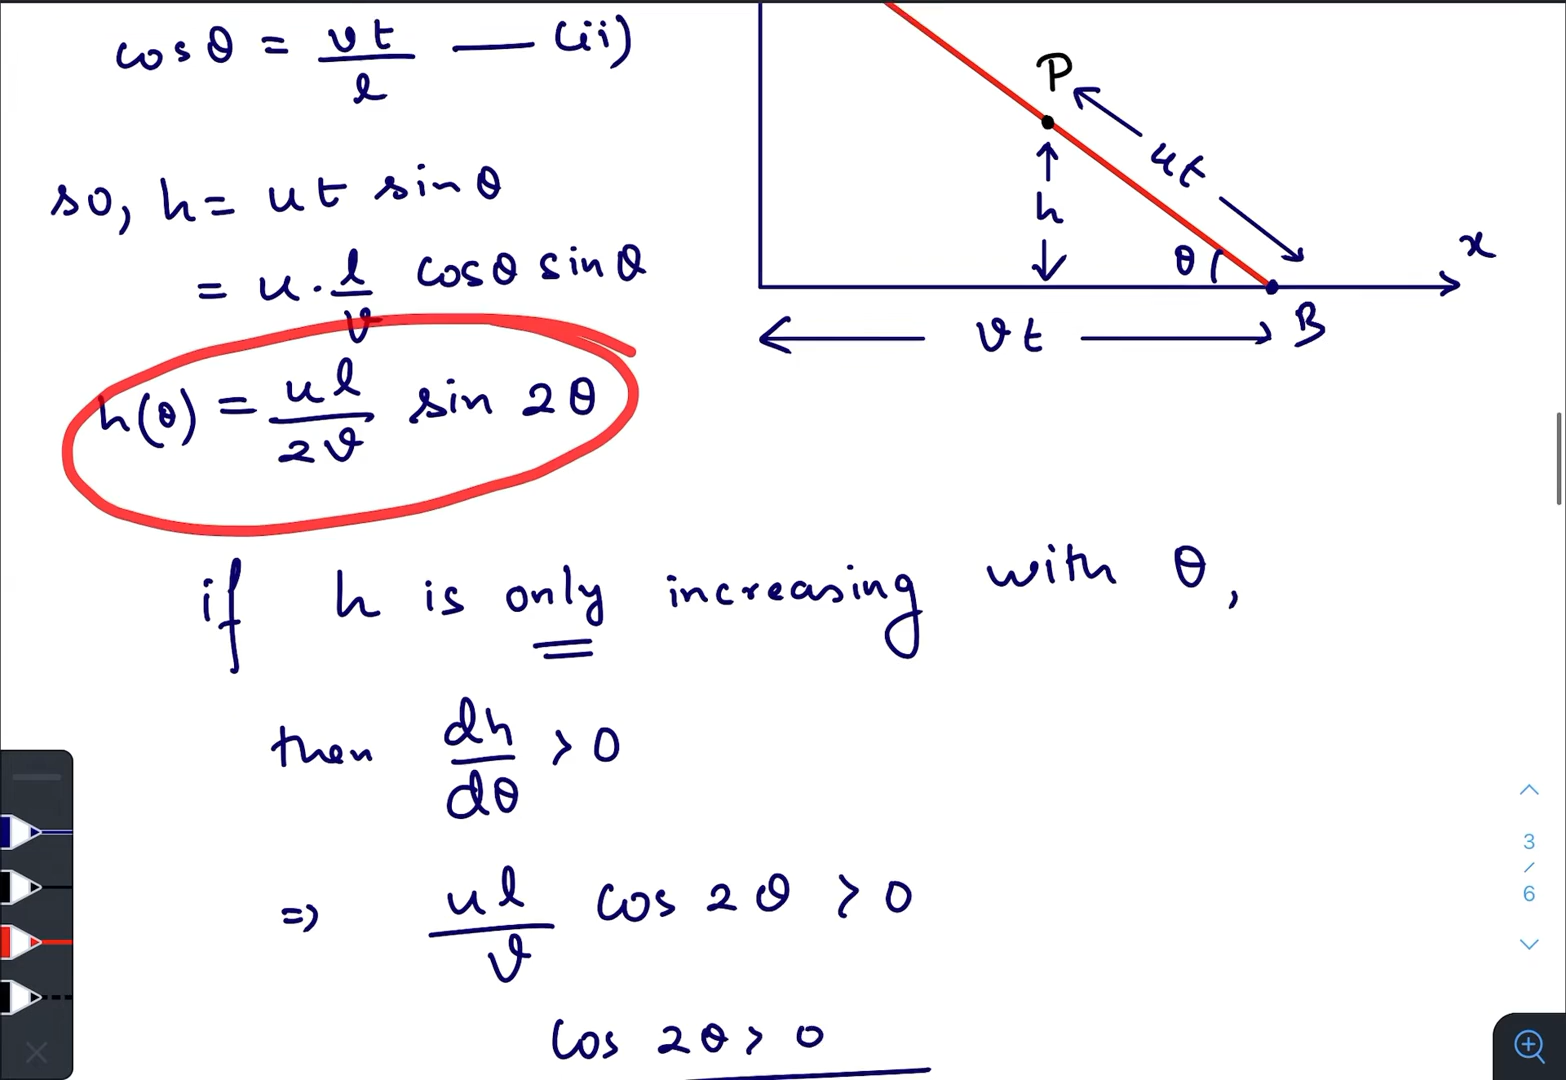 cos θ = vt/l — (ii)
so, h = ut sin θ
= u · l/v cos θ sin θ
h(θ) = ul/2v sin 2θ
P
ut
h
θ
x
vt
B
if h is only increasing with θ,
then dh/dθ > 0
⇒ ul/v cos 2θ > 0
cos 2θ > 0
3
/
6